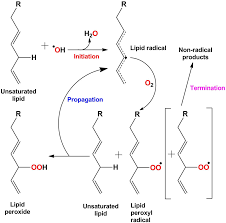 R
R
H₂O
H
+ •OH
Initiation
Lipid radical
Unsaturated
lipid
Non-radical
products
O₂
Termination
Propagation
R
R
R
R
OOH
H
+
OO•
+
OO•
Lipid
peroxide
Unsaturated
lipid
Lipid
peroxyl
radical